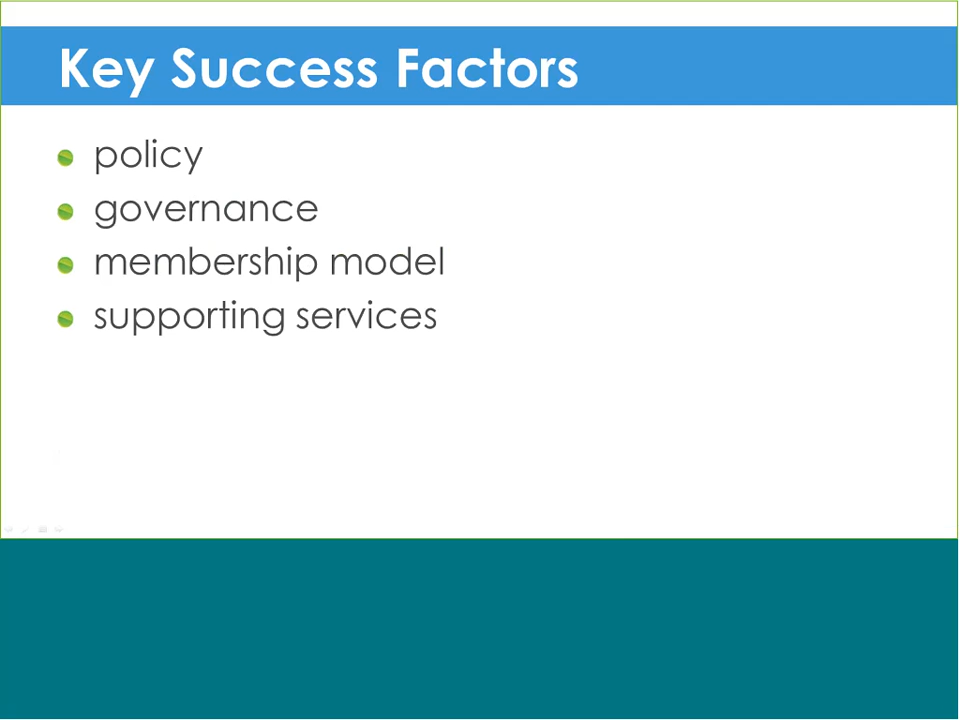 Key Success Factors
policy
governance
membership model
supporting services